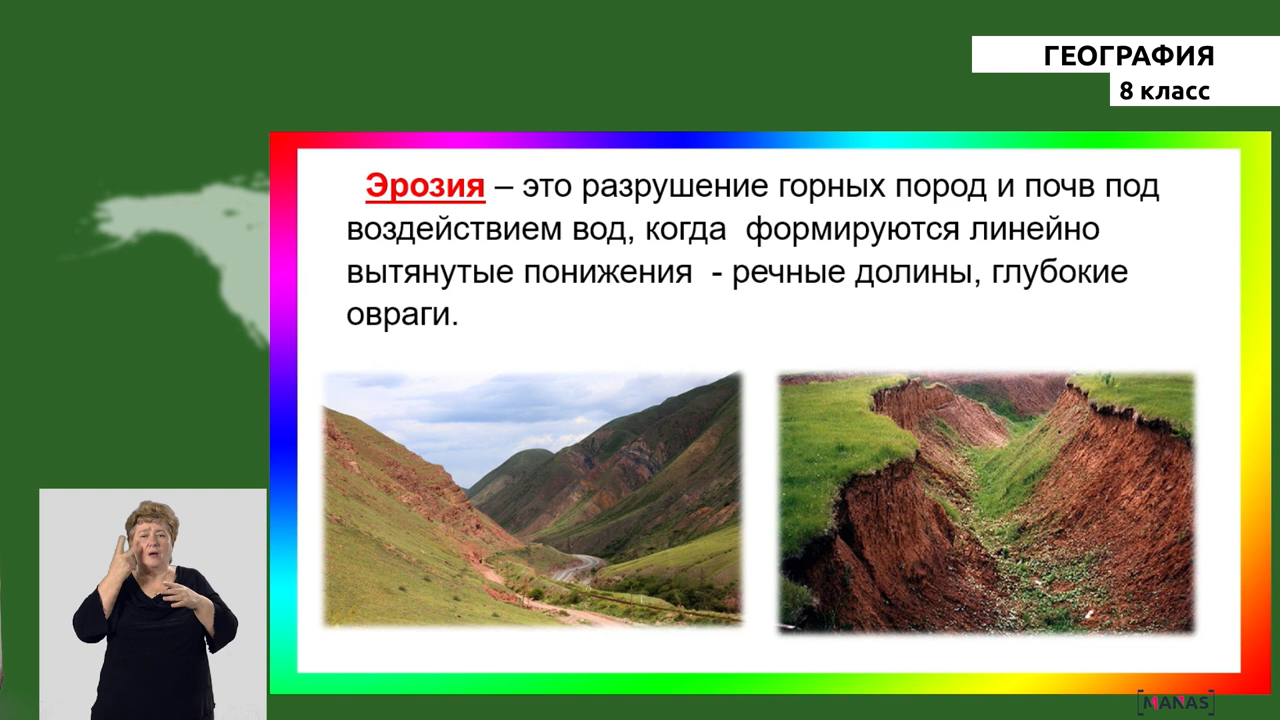 ГЕОГРАФИЯ
8 класс
Эрозия – это разрушение горных пород и почв под
воздействием вод, когда формируются линейно
вытянутые понижения - речные долины, глубокие
овраги.
[MANAS]